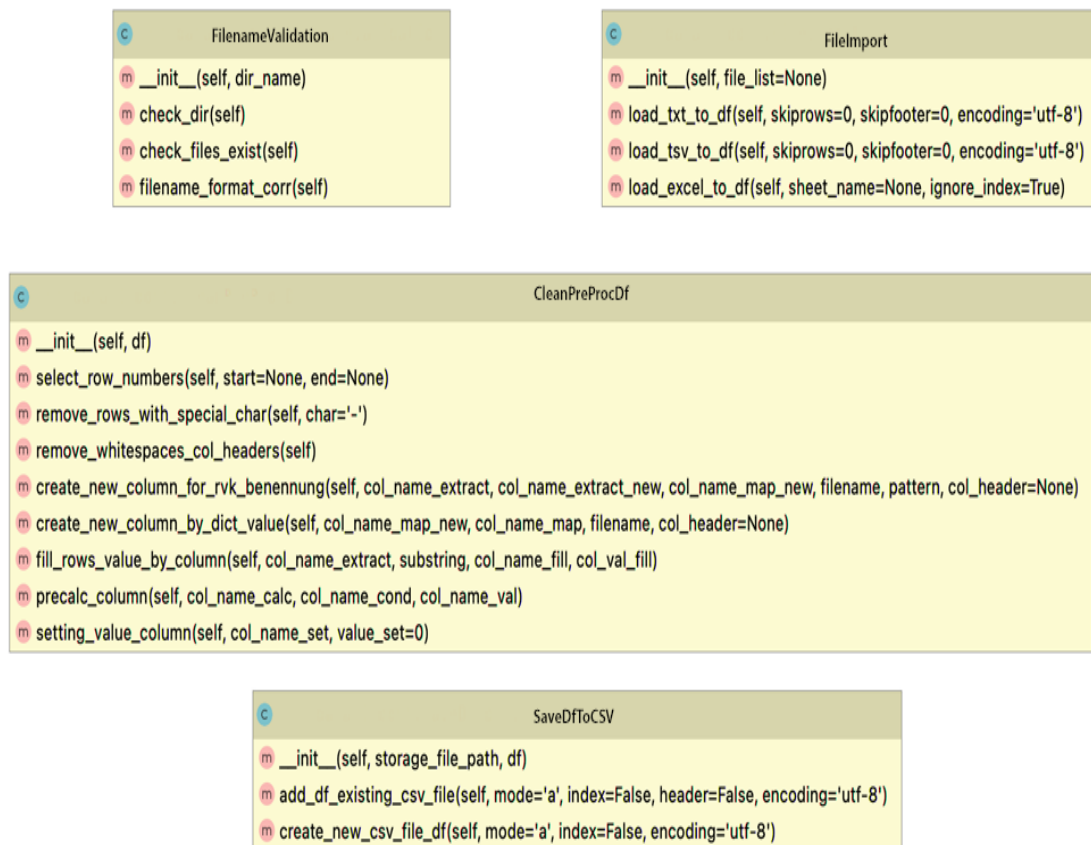 C FilenameValidation
m __init__(self, dir_name)
m check_dir(self)
m check_files_exist(self)
m filename_format_corr(self)
C FileImport
m __init__(self, file_list=None)
m load_txt_to_df(self, skiprows=0, skipfooter=0, encoding='utf-8')
m load_tsv_to_df(self, skiprows=0, skipfooter=0, encoding='utf-8')
m load_excel_to_df(self, sheet_name=None, ignore_index=True)
C CleanPreProcDf
m __init__(self, df)
m select_row_numbers(self, start=None, end=None)
m remove_rows_with_special_char(self, char='-')
m remove_whitespaces_col_headers(self)
m create_new_column_for_rvk_benennung(self, col_name_extract, col_name_extract_new, col_name_map_new, filename, pattern, col_header=None)
m create_new_column_by_dict_value(self, col_name_map_new, col_name_map, filename, col_header=None)
m fill_rows_value_by_column(self, col_name_extract, substring, col_name_fill, col_val_fill)
m precalc_column(self, col_name_calc, col_name_cond, col_name_val)
m setting_value_column(self, col_name_set, value_set=0)
C SaveDfToCSV
m __init__(self, storage_file_path, df)
m add_df_existing_csv_file(self, mode='a', index=False, header=False, encoding='utf-8')
m create_new_csv_file_df(self, mode='a', index=False, encoding='utf-8')